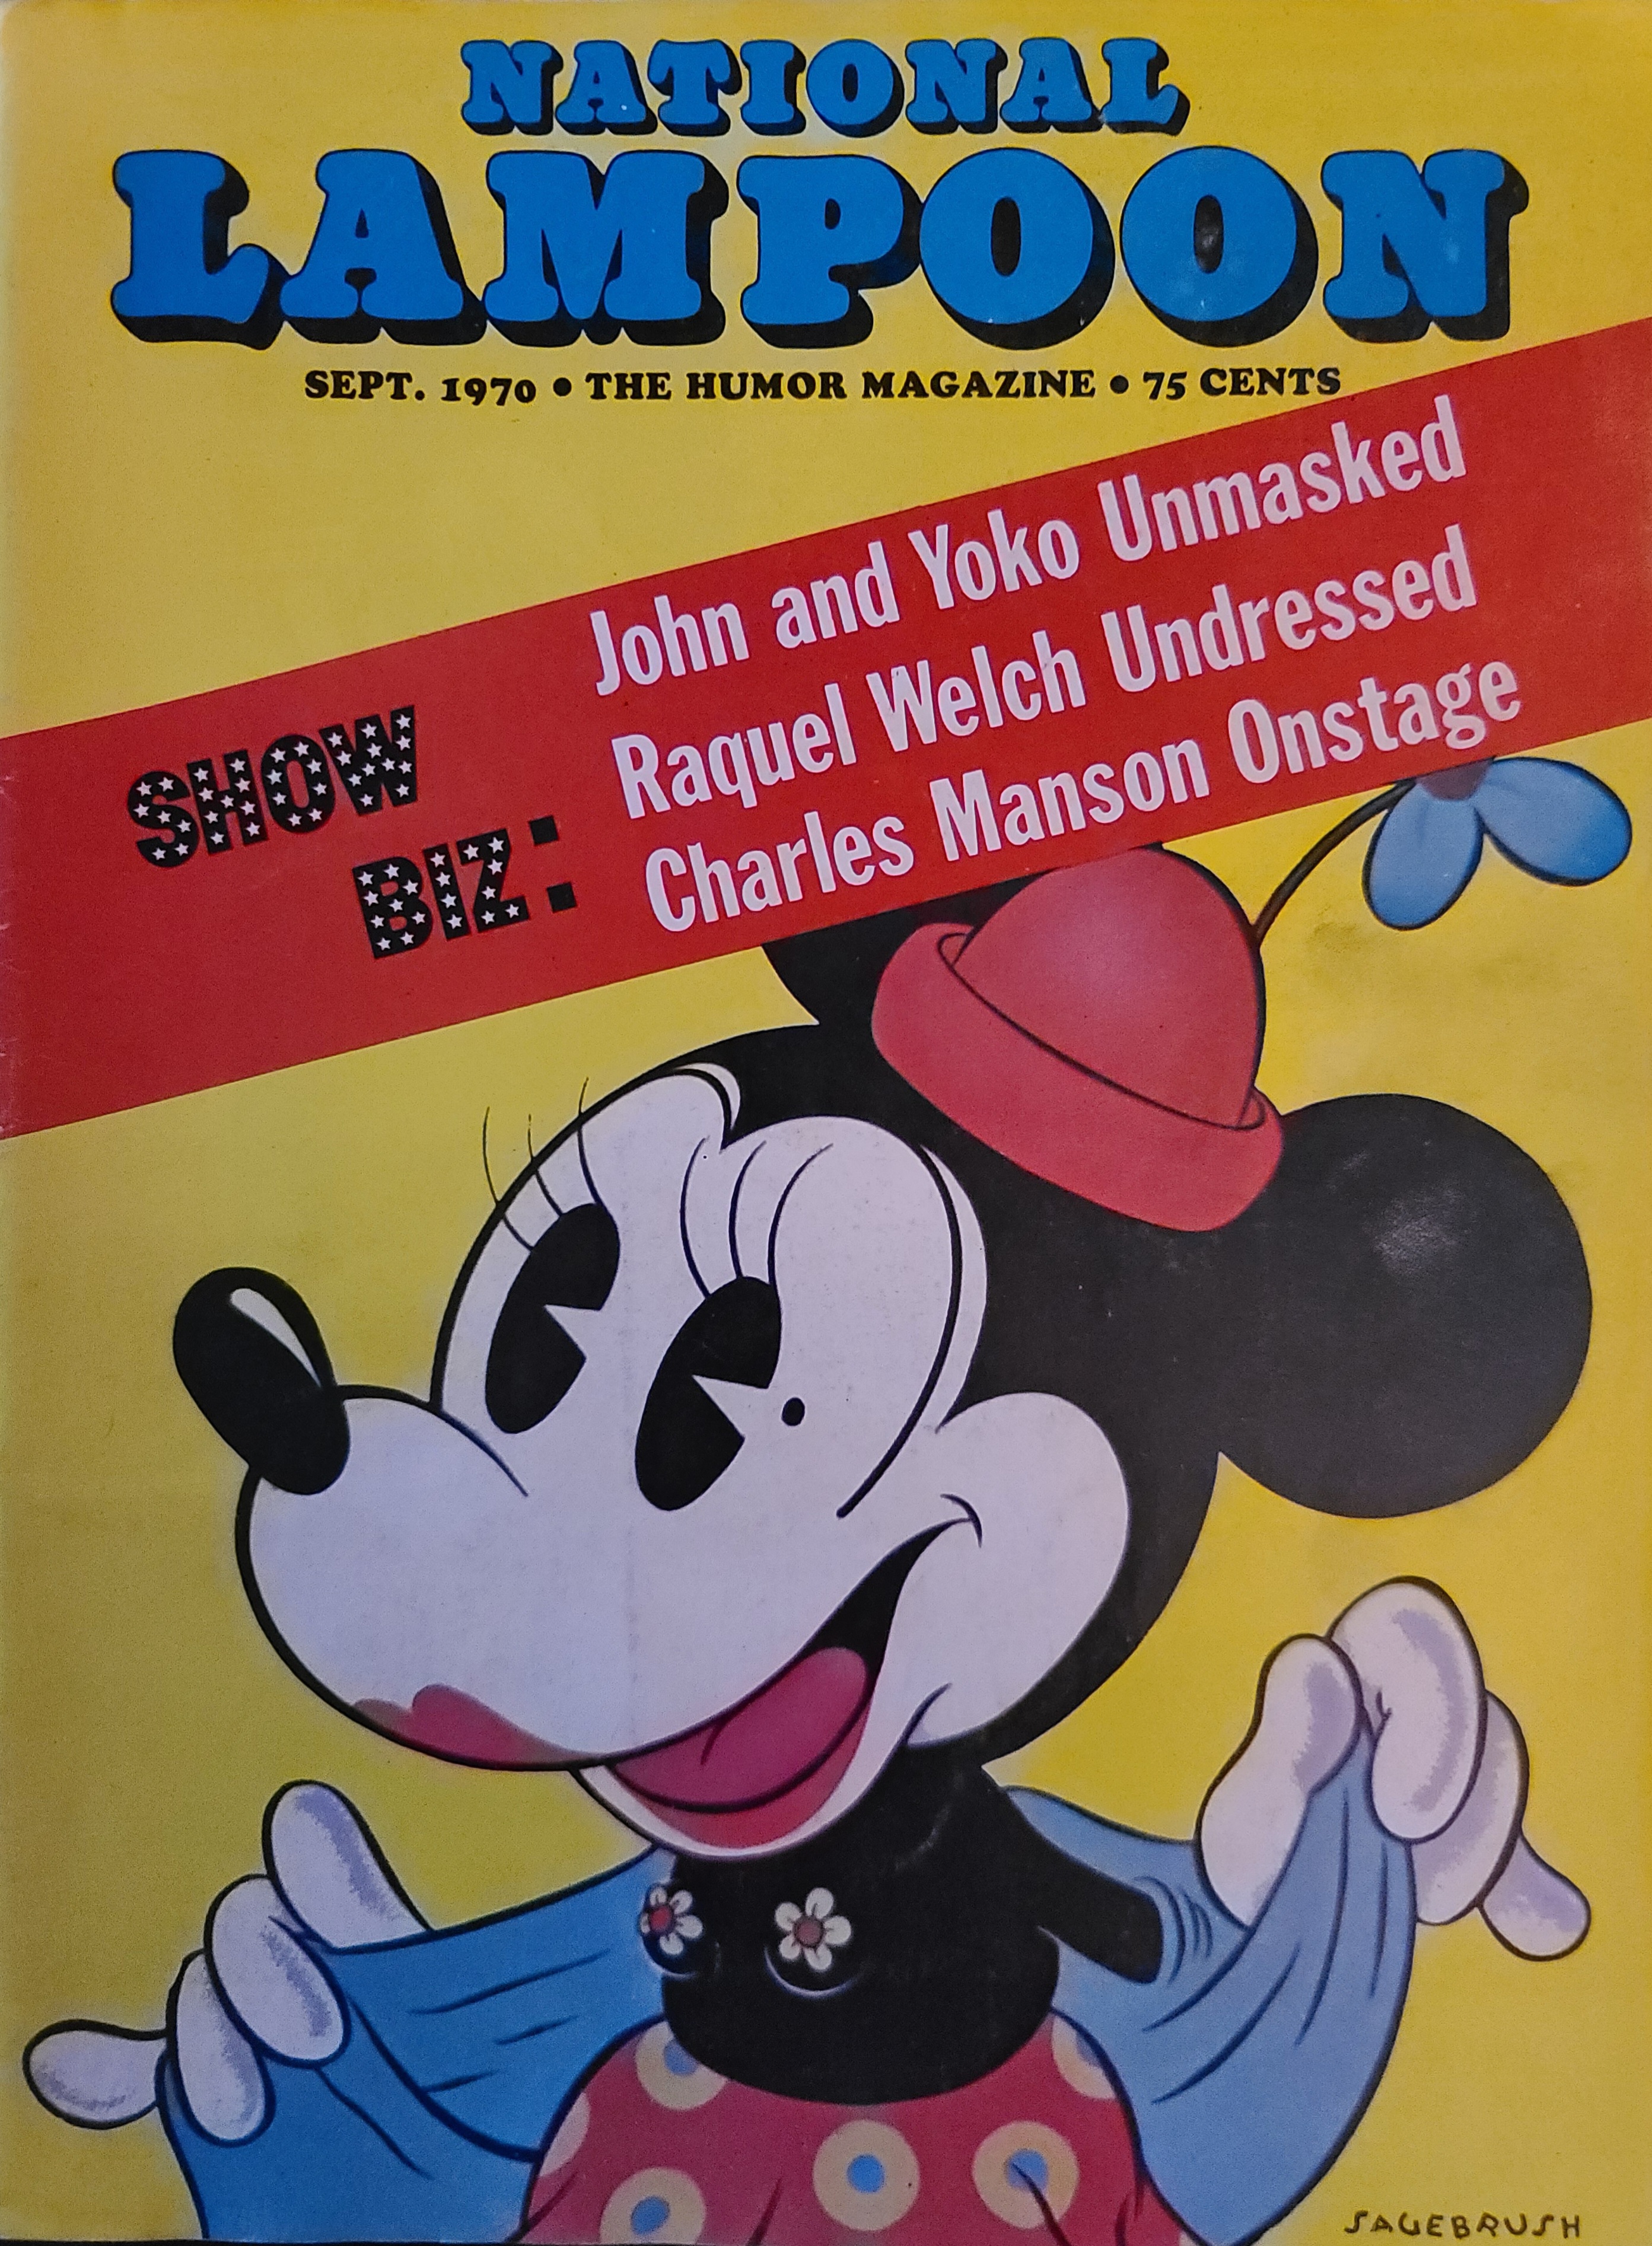 NATIONAL
LAMPOON
SEPT. 1970 • THE HUMOR MAGAZINE • 75 CENTS
SHOW
BIZ:
John and Yoko Unmasked
Raquel Welch Undressed
Charles Manson Onstage
SAGEBRUSH